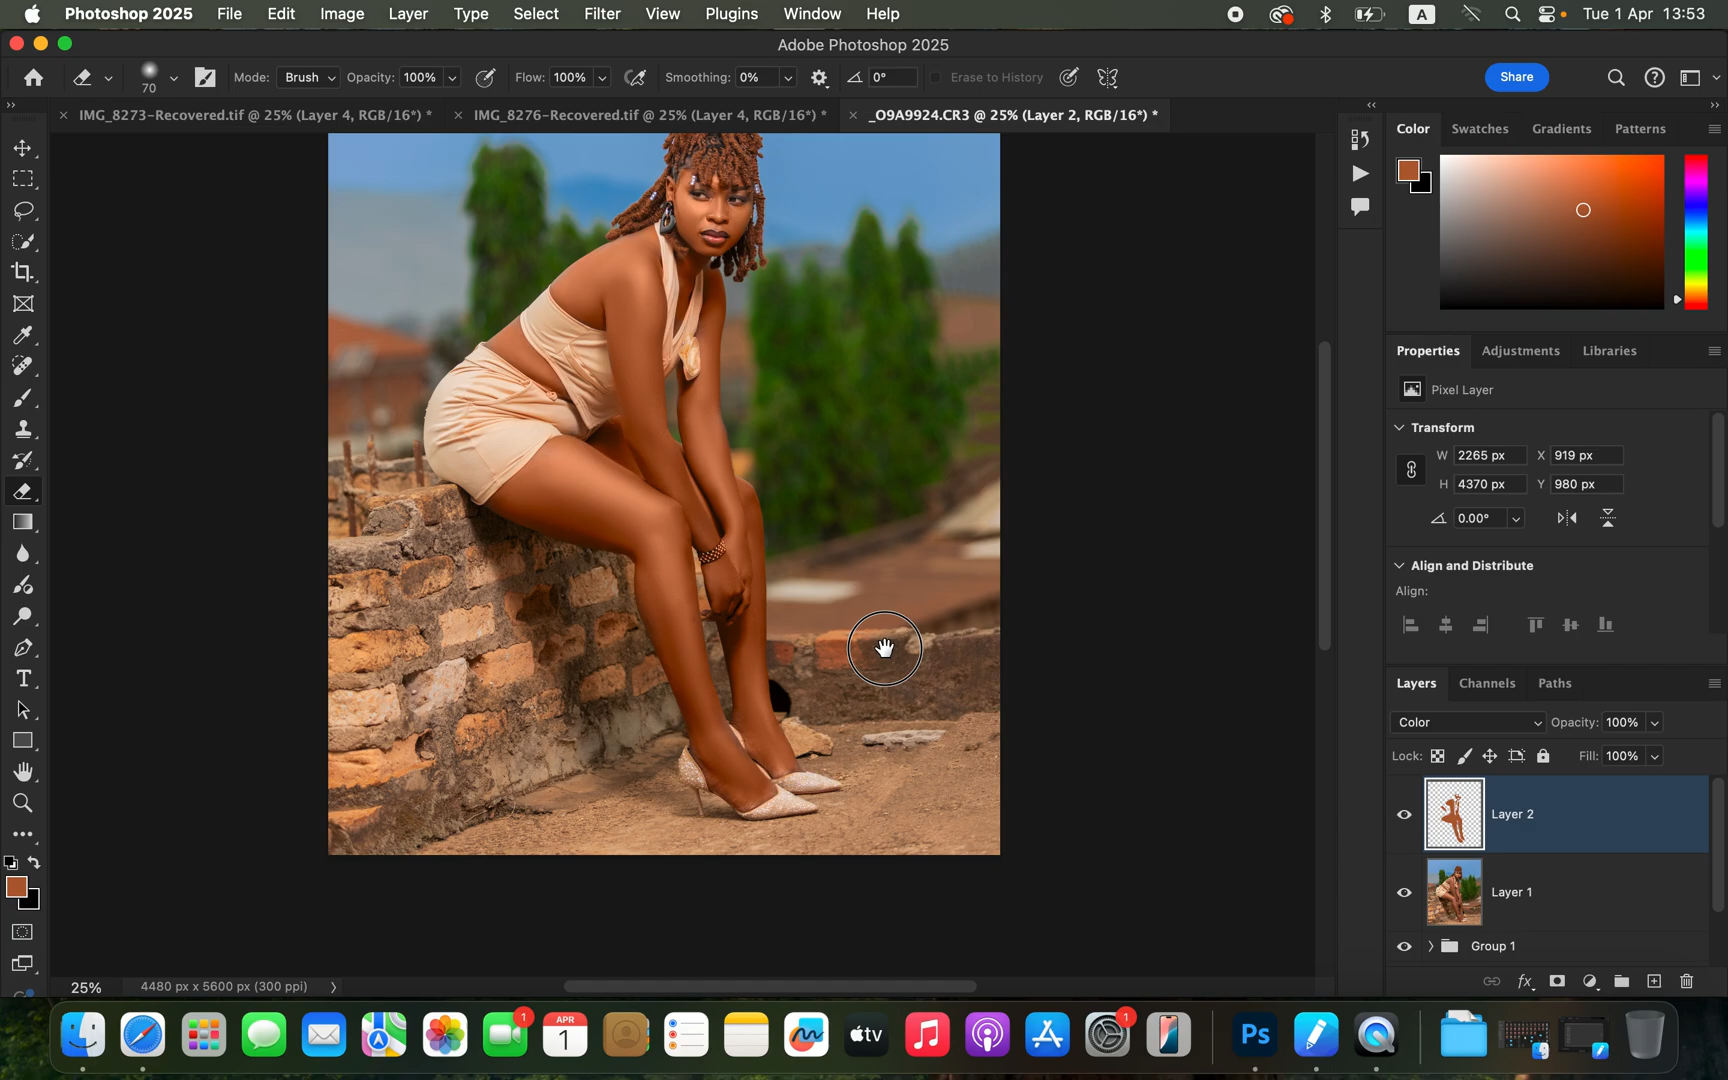 Photoshop 2025 File Edit Image Layer Type Select Filter View Plugins Window Help A Tue 1 Apr 13:53
Adobe Photoshop 2025
70 Mode: Brush Opacity: 100% Flow: 100% Smoothing: 0% 0° Erase to History Share
IMG_8273-Recovered.tif @ 25% (Layer 4, RGB/16*) * IMG_8276-Recovered.tif @ 25% (Layer 4, RGB/16*) * _O9A9924.CR3 @ 25% (Layer 2, RGB/16*) *
Color Swatches Gradients Patterns
Properties Adjustments Libraries
Pixel Layer
Transform
W 2265 px X 919 px
H 4370 px Y 980 px
0.00°
Align and Distribute
Align:
Layers Channels Paths
Color Opacity: 100%
Lock: Fill: 100%
Layer 2
Layer 1
Group 1
25% 4480 px x 5600 px (300 ppi)
fx
1 APR 1 tv 1 Ps